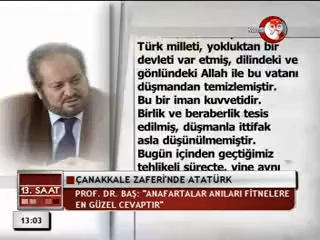 Türk milleti, yokluktan bir
devleti var etmiş, dilindeki ve
gönlündeki Allah ile bu vatanı
düşmandan temizlemiştir.
Bu bir iman kuvvetidir.
Birlik ve beraberlik tesis
edilmiş, düşmanla ittifak
asla düşünülmemiştir.
Bugün içinden geçtiğimiz
tehlikeli süreçte, yine aynı
13. SAAT
ÇANAKKALE ZAFERİ'NDE ATATÜRK
PROF. DR. BAŞ: "ANAFARTALAR ANILARI FİTNELERE
EN GÜZEL CEVAPTIR"
13:03